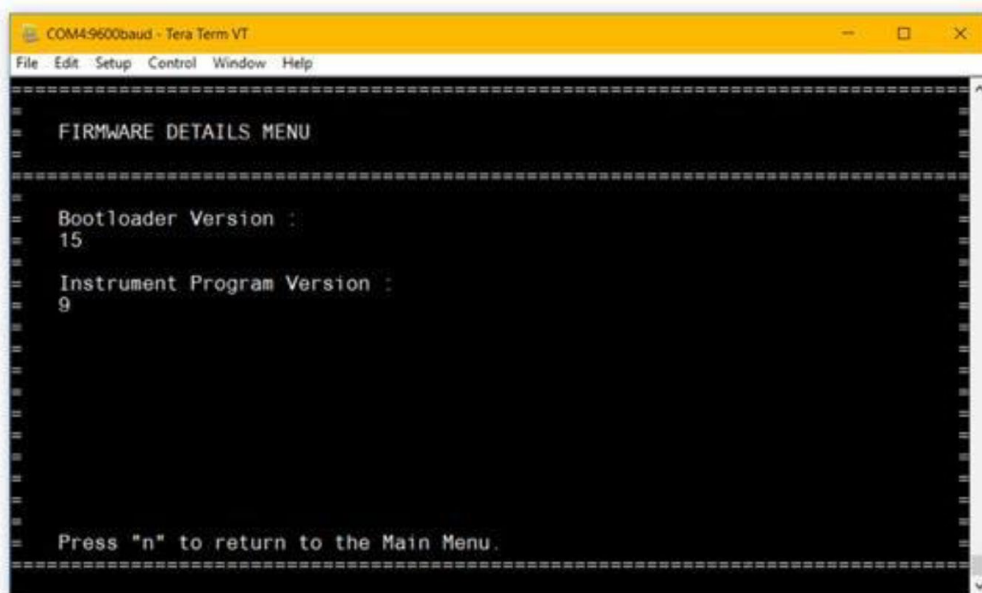 COM4:9600baud - Tera Term VT
File Edit Setup Control Window Help
FIRMWARE DETAILS MENU
Bootloader Version :
15
Instrument Program Version :
9
Press "n" to return to the Main Menu.